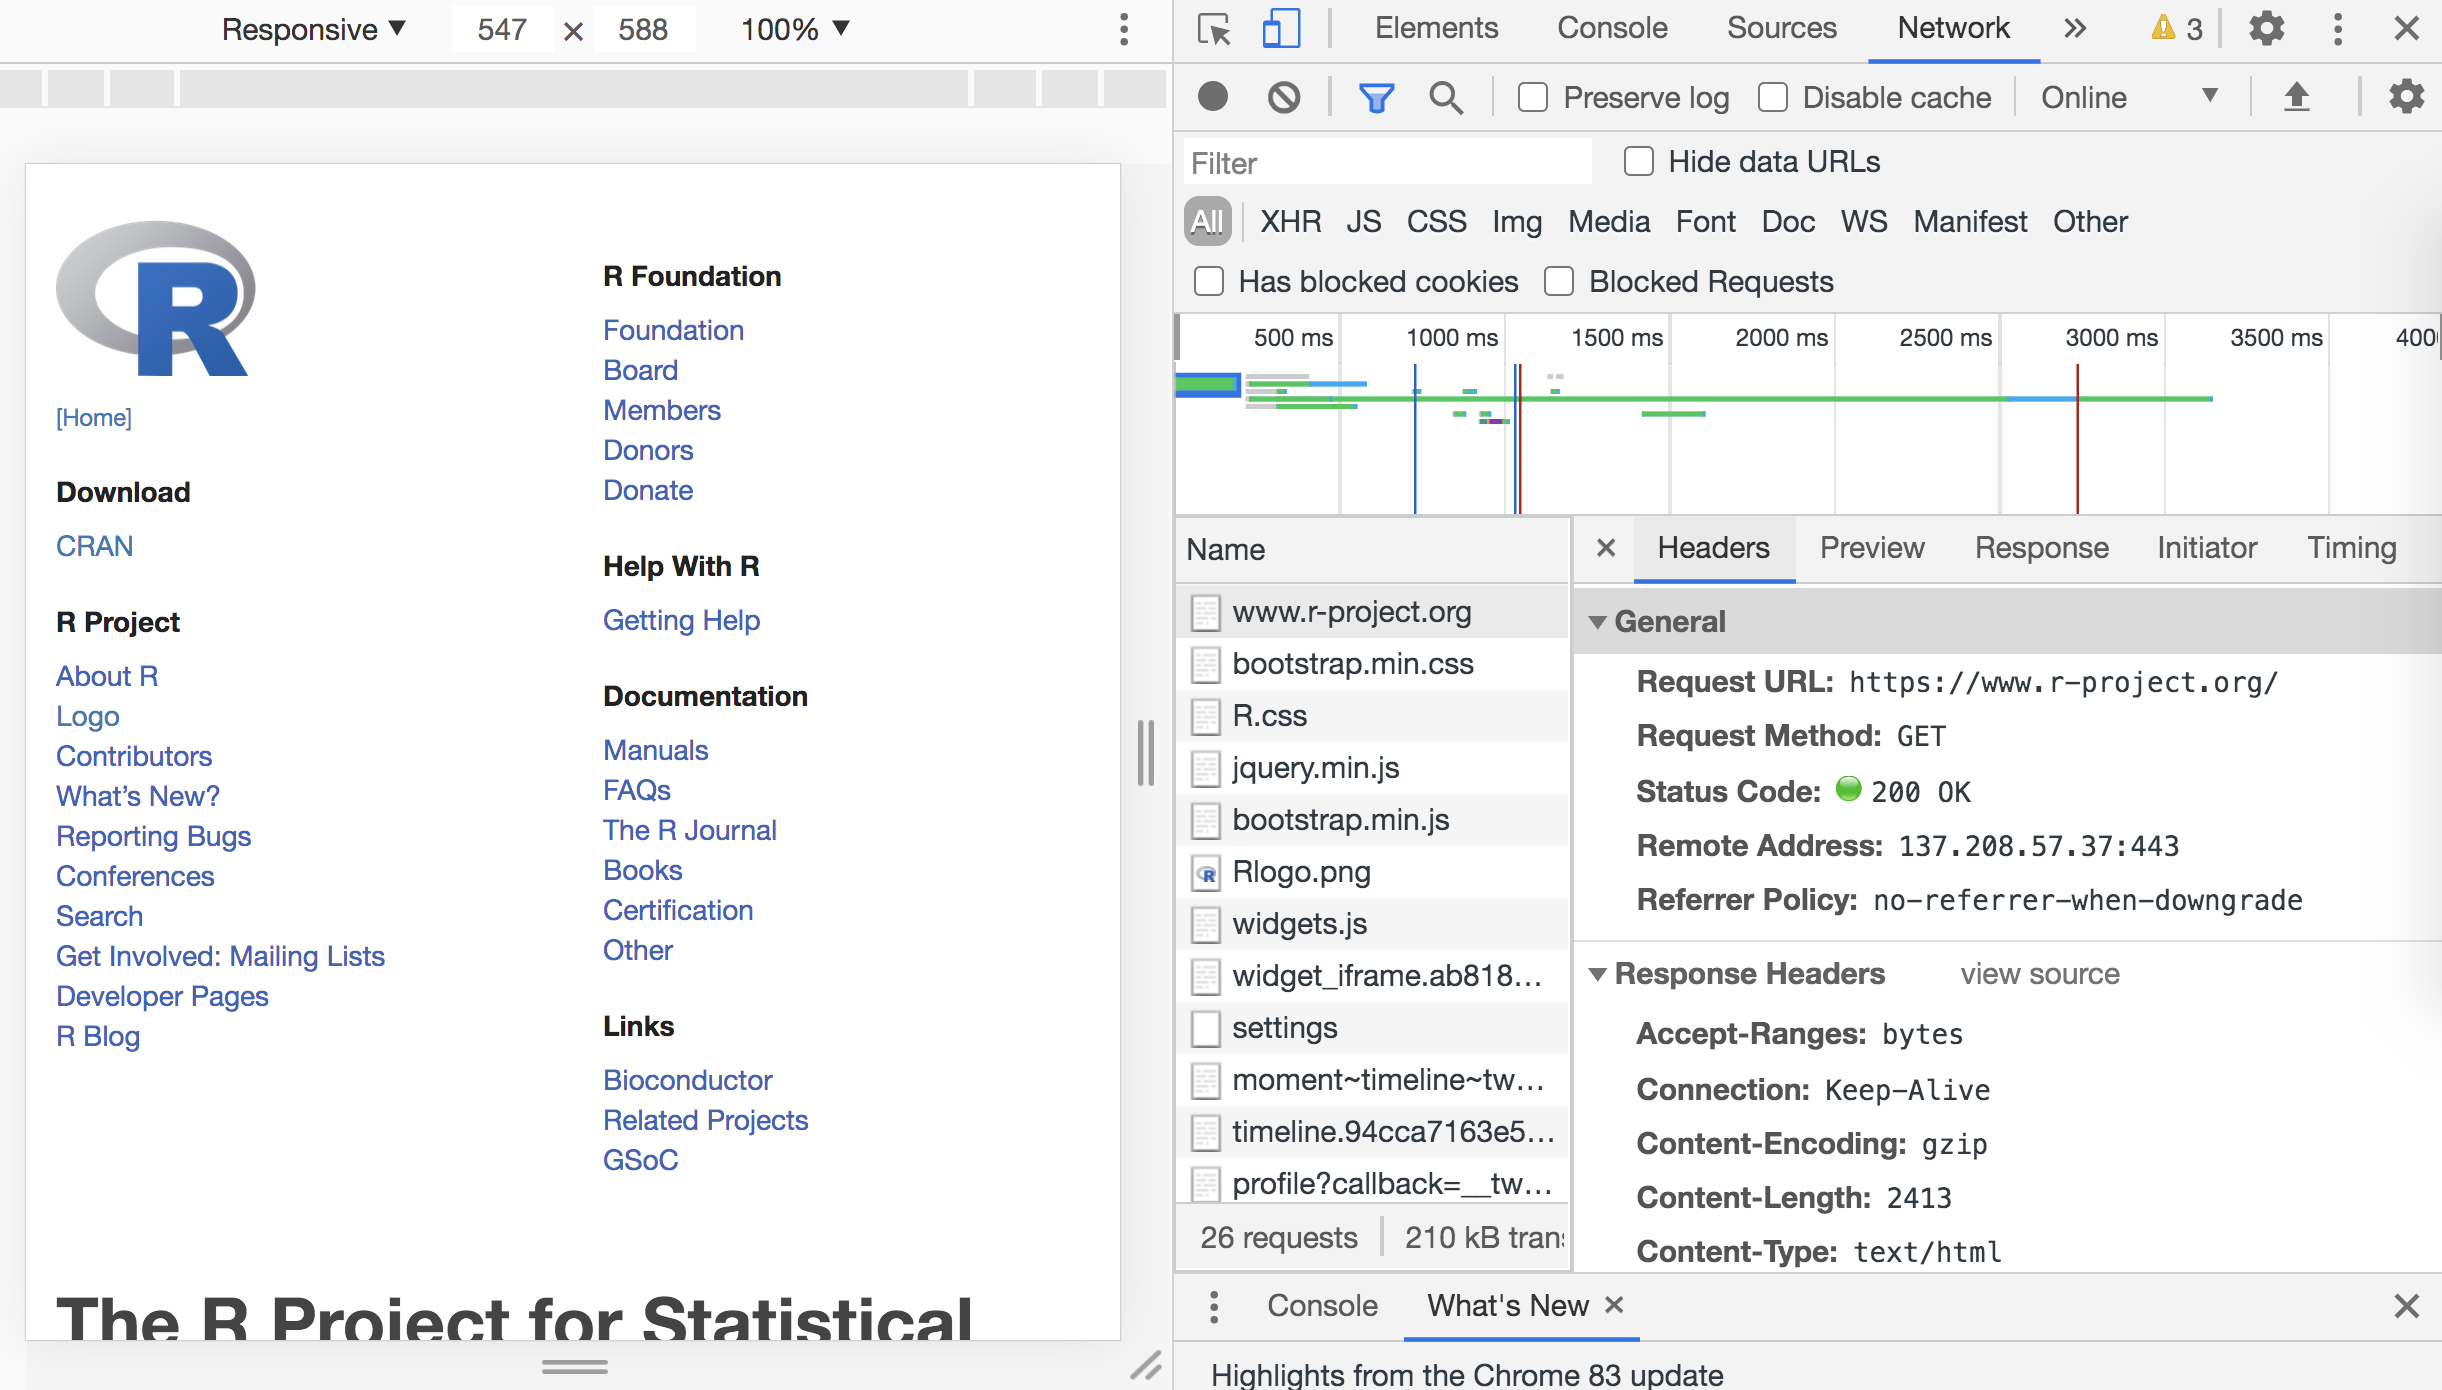 Responsive ▼ 547 × 588 100% ▼
R
[Home]
Download
CRAN
R Project
About R
Logo
Contributors
What's New?
Reporting Bugs
Conferences
Search
Get Involved: Mailing Lists
Developer Pages
R Blog
R Foundation
Foundation
Board
Members
Donors
Donate
Help With R
Getting Help
Documentation
Manuals
FAQs
The R Journal
Books
Certification
Other
Links
Bioconductor
Related Projects
GSoC
The R Project for Statistical
Elements Console Sources Network » 3
Preserve log Disable cache Online ▼
Filter Hide data URLs
All XHR JS CSS Img Media Font Doc WS Manifest Other
Has blocked cookies Blocked Requests
500 ms 1000 ms 1500 ms 2000 ms 2500 ms 3000 ms 3500 ms 400
Name
www.r-project.org
bootstrap.min.css
R.css
jquery.min.js
bootstrap.min.js
Rlogo.png
widgets.js
widget_iframe.ab818...
settings
moment~timeline~tw...
timeline.94cca7163e5...
profile?callback=__tw...
26 requests 210 kB tran
Headers Preview Response Initiator Timing
General
Request URL: https://www.r-project.org/
Request Method: GET
Status Code: 200 OK
Remote Address: 137.208.57.37:443
Referrer Policy: no-referrer-when-downgrade
Response Headers view source
Accept-Ranges: bytes
Connection: Keep-Alive
Content-Encoding: gzip
Content-Length: 2413
Content-Type: text/html
Console What's New ×
Highlights from the Chrome 83 update